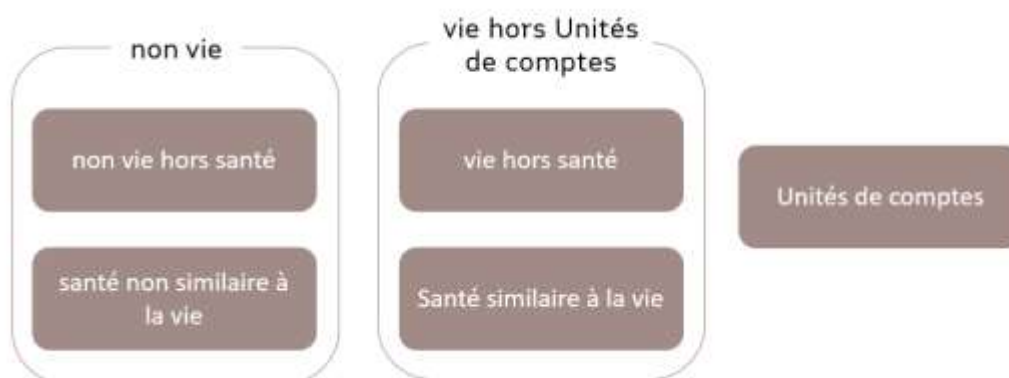 non vie
non vie hors santé
santé non similaire à
la vie
vie hors Unités
de comptes
vie hors santé
Santé similaire à la vie
Unités de comptes